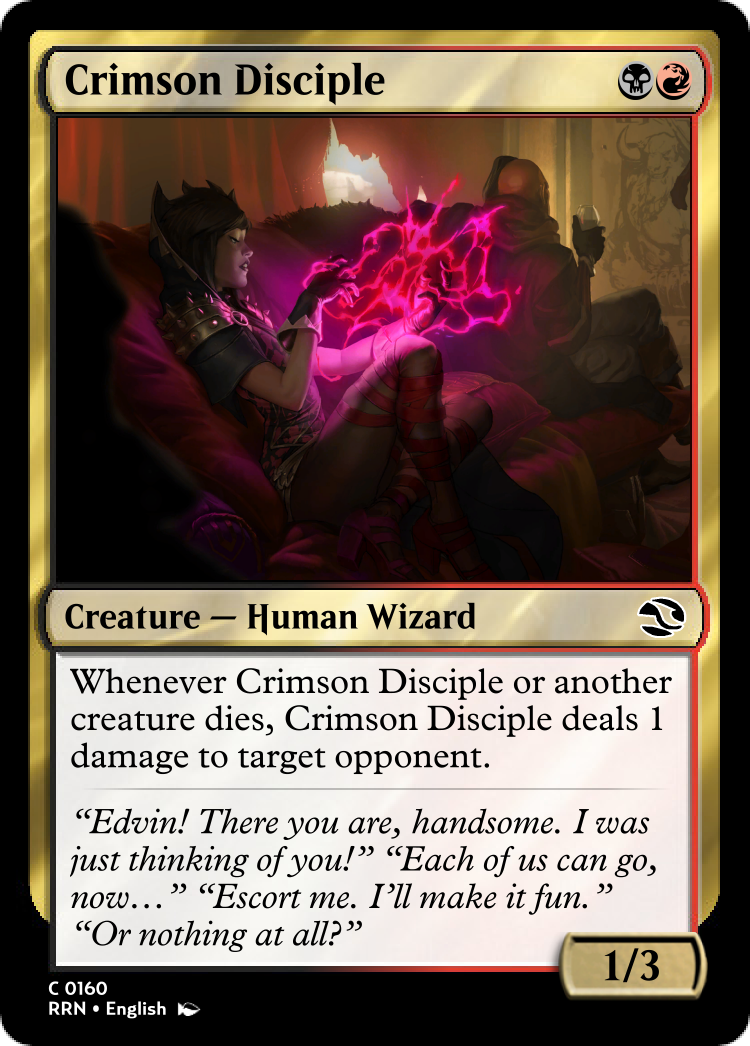 Crimson Disciple
Creature — Human Wizard
Whenever Crimson Disciple or another
creature dies, Crimson Disciple deals 1
damage to target opponent.
“Edvin! There you are, handsome. I was
just thinking of you!” “Each of us can go,
now…” “Escort me. I’ll make it fun.”
“Or nothing at all?”
1/3
C 0160
RRN • English